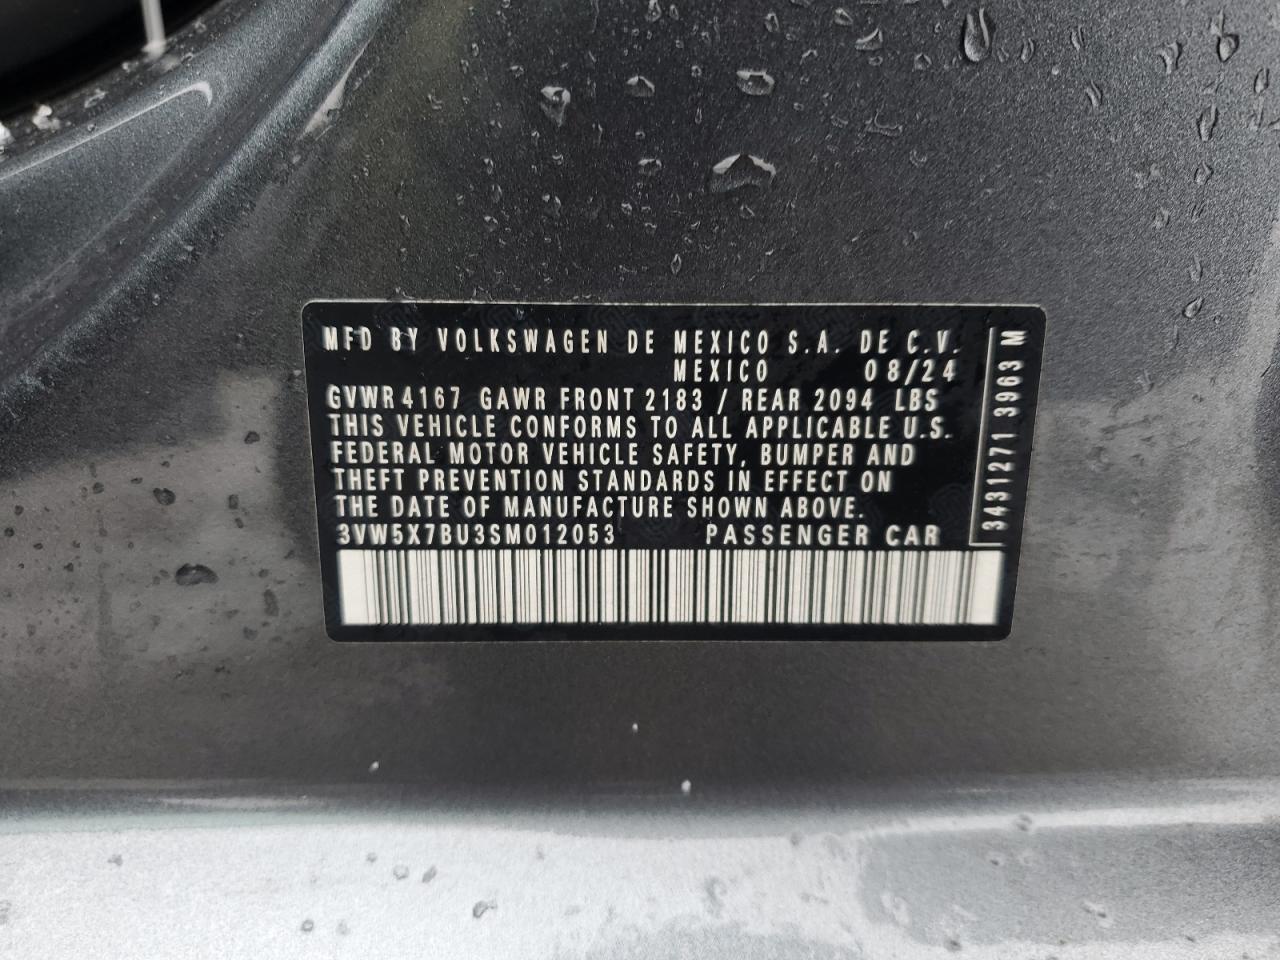 MFD BY VOLKSWAGEN DE MEXICO S.A. DE C.V.
MEXICO 08/24
GVWR 4167 GAWR FRONT 2183 / REAR 2094 LBS
THIS VEHICLE CONFORMS TO ALL APPLICABLE U.S.
FEDERAL MOTOR VEHICLE SAFETY, BUMPER AND
THEFT PREVENTION STANDARDS IN EFFECT ON
THE DATE OF MANUFACTURE SHOWN ABOVE.
3VW5X7BU3SM012053 PASSENGER CAR
3431271 3963 M